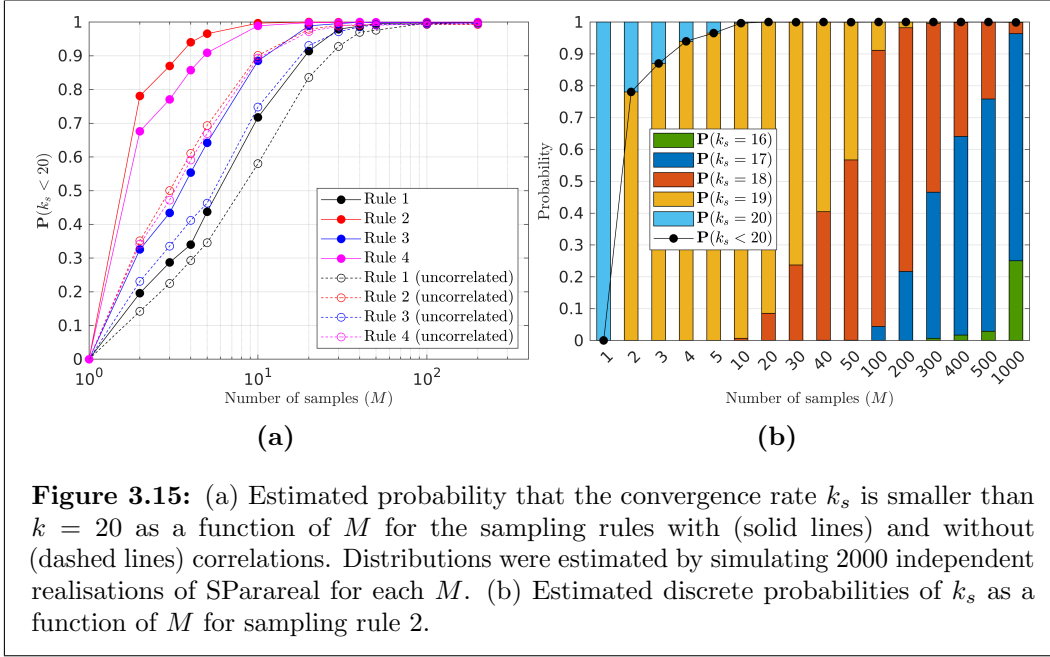 1
0.9
0.8
0.7
0.6
0.5
0.4
0.3
0.2
0.1
0
P(k_s < 20)
Rule 1
Rule 2
Rule 3
Rule 4
Rule 1 (uncorrelated)
Rule 2 (uncorrelated)
Rule 3 (uncorrelated)
Rule 4 (uncorrelated)
10^0 10^1 10^2
Number of samples (M)
(a)
1
0.9
0.8
0.7
0.6
0.5
0.4
0.3
0.2
0.1
0
Probability
P(k_s = 16)
P(k_s = 17)
P(k_s = 18)
P(k_s = 19)
P(k_s = 20)
P(k_s < 20)
1 2 3 4 5 10 20 30 40 50 100 200 300 400 500 1000
Number of samples (M)
(b)
Figure 3.15: (a) Estimated probability that the convergence rate k_s is smaller than
k = 20 as a function of M for the sampling rules with (solid lines) and without
(dashed lines) correlations. Distributions were estimated by simulating 2000 independent
realisations of SParareal for each M. (b) Estimated discrete probabilities of k_s as a
function of M for sampling rule 2.